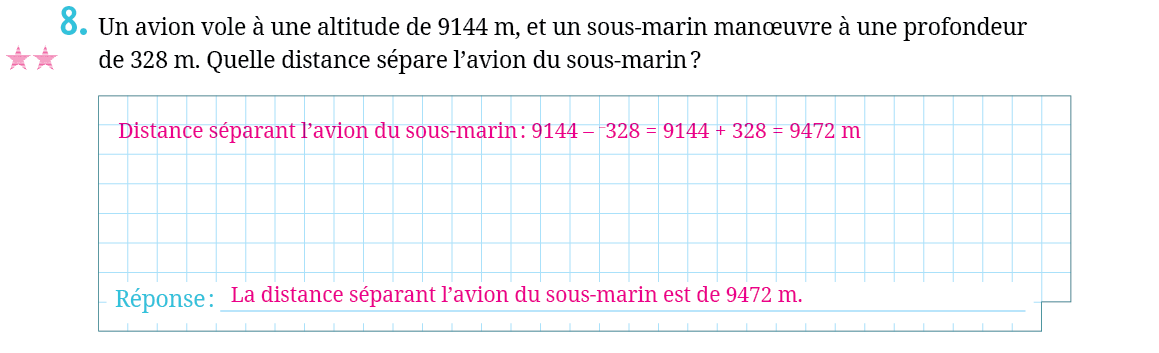 8. Un avion vole à une altitude de 9144 m, et un sous-marin manœuvre à une profondeur
de 328 m. Quelle distance sépare l’avion du sous-marin ?
Distance séparant l’avion du sous-marin : 9144 – ⁻328 = 9144 + 328 = 9472 m
Réponse : La distance séparant l’avion du sous-marin est de 9472 m.